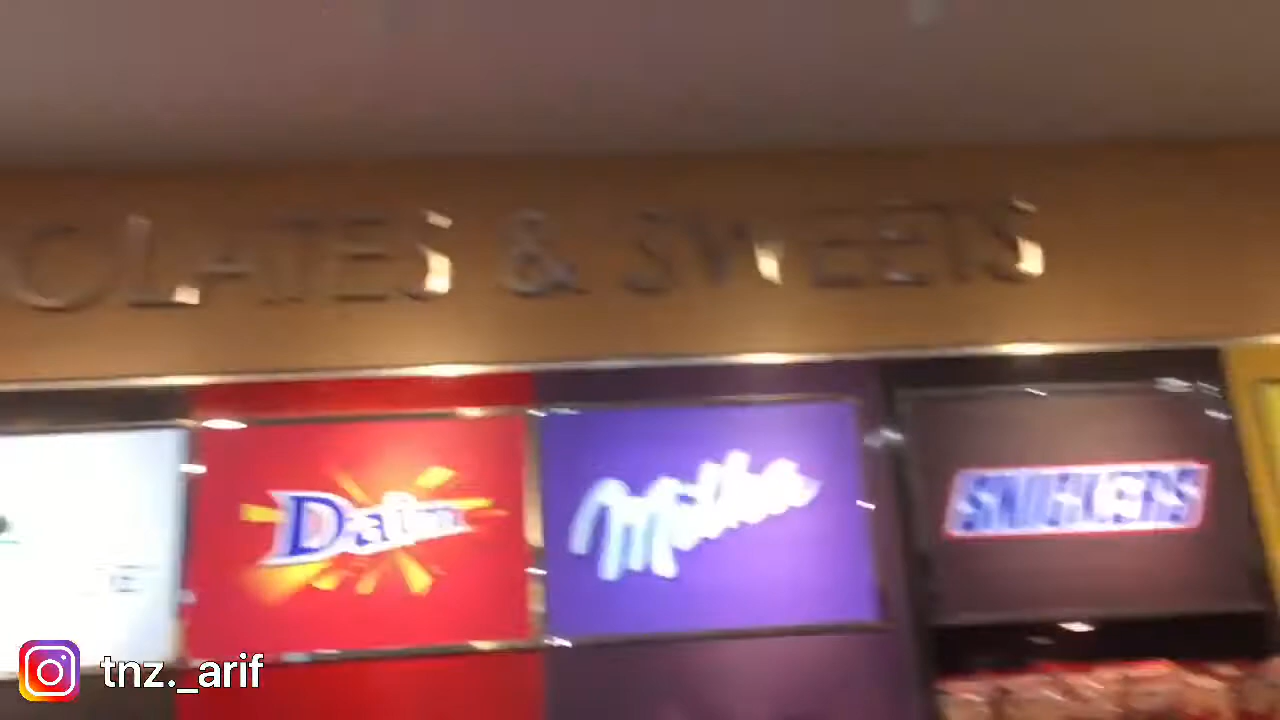 OLATES & SWEETS
Daim
Milka
SNICKERS
tnz._arif